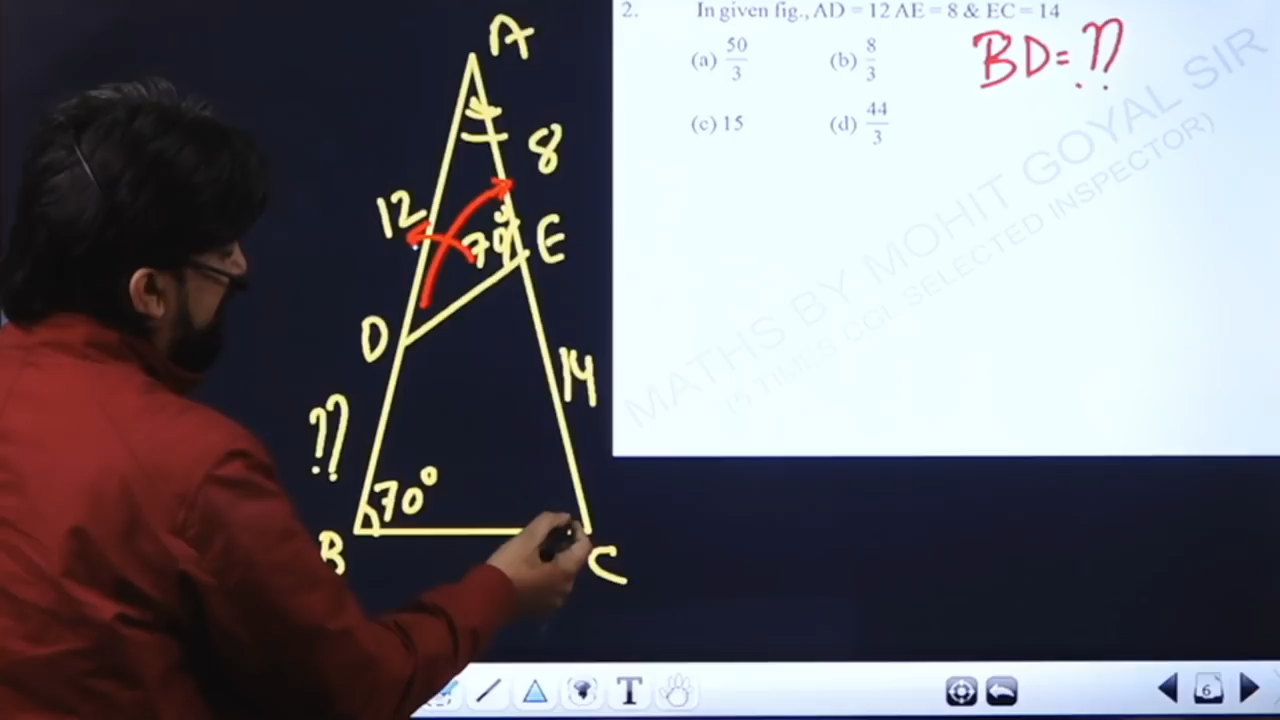 2. In given fig., AD = 12 AE = 8 & EC = 14
(a) 50/3 (b) 8/3
(c) 15 (d) 44/3
BD = ??
MATHS BY MOHIT GOYAL SIR
(5 TIMES CGL SELECTED INSPECTOR)
A
8
12
70°
E
D
14
??
70°
B
C
T
6